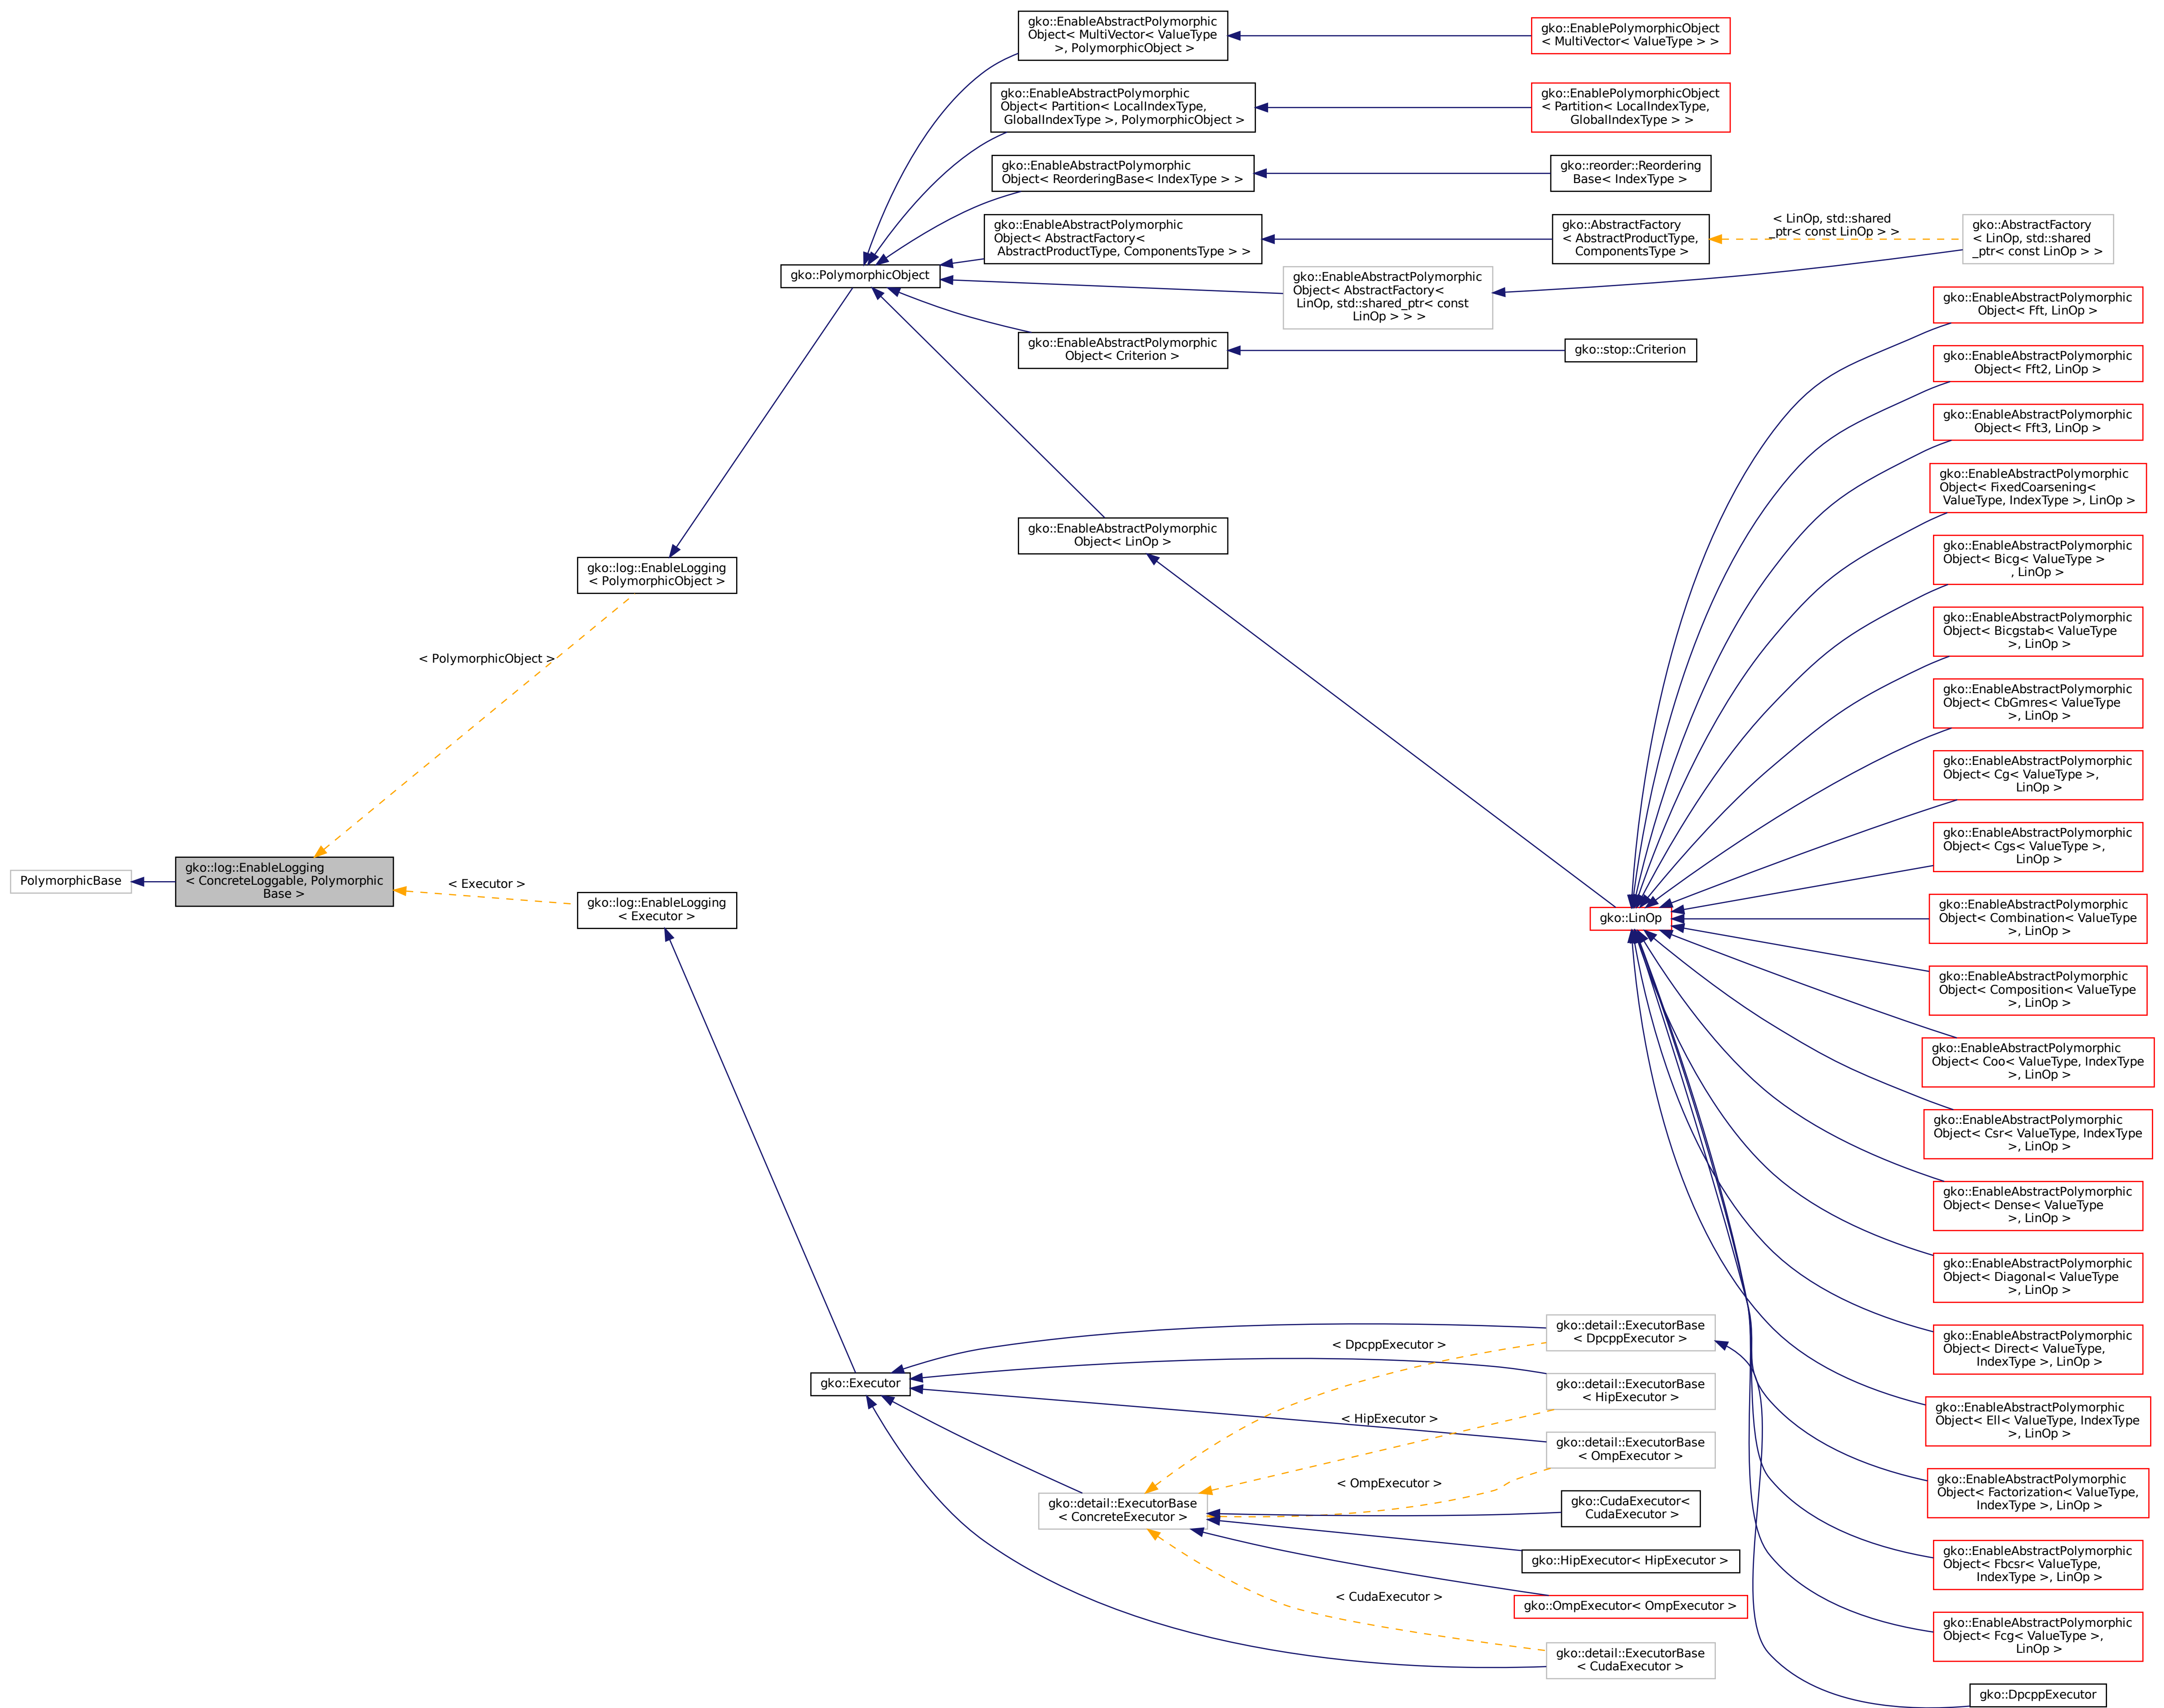 PolymorphicBase
gko::log::EnableLogging
< ConcreteLoggable, Polymorphic
Base >
< PolymorphicObject >
< Executor >
gko::log::EnableLogging
< PolymorphicObject >
gko::log::EnableLogging
< Executor >
gko::PolymorphicObject
gko::Executor
gko::EnableAbstractPolymorphic
Object< MultiVector< ValueType
>, PolymorphicObject >
gko::EnableAbstractPolymorphic
Object< Partition< LocalIndexType,
GlobalIndexType >, PolymorphicObject >
gko::EnableAbstractPolymorphic
Object< ReorderingBase< IndexType > >
gko::EnableAbstractPolymorphic
Object< AbstractFactory<
AbstractProductType, ComponentsType > >
gko::EnableAbstractPolymorphic
Object< AbstractFactory<
LinOp, std::shared_ptr< const
LinOp > > >
gko::EnableAbstractPolymorphic
Object< Criterion >
gko::EnableAbstractPolymorphic
Object< LinOp >
gko::EnablePolymorphicObject
< MultiVector< ValueType > >
gko::EnablePolymorphicObject
< Partition< LocalIndexType,
GlobalIndexType > >
gko::reorder::Reordering
Base< IndexType >
gko::AbstractFactory
< AbstractProductType,
ComponentsType >
< LinOp, std::shared
_ptr< const LinOp > >
gko::AbstractFactory
< LinOp, std::shared
_ptr< const LinOp > >
gko::stop::Criterion
gko::LinOp
gko::EnableAbstractPolymorphic
Object< Fft, LinOp >
gko::EnableAbstractPolymorphic
Object< Fft2, LinOp >
gko::EnableAbstractPolymorphic
Object< Fft3, LinOp >
gko::EnableAbstractPolymorphic
Object< FixedCoarsening<
ValueType, IndexType >, LinOp >
gko::EnableAbstractPolymorphic
Object< Bicg< ValueType >
, LinOp >
gko::EnableAbstractPolymorphic
Object< Bicgstab< ValueType
>, LinOp >
gko::EnableAbstractPolymorphic
Object< CbGmres< ValueType
>, LinOp >
gko::EnableAbstractPolymorphic
Object< Cg< ValueType >,
LinOp >
gko::EnableAbstractPolymorphic
Object< Cgs< ValueType >,
LinOp >
gko::EnableAbstractPolymorphic
Object< Combination< ValueType
>, LinOp >
gko::EnableAbstractPolymorphic
Object< Composition< ValueType
>, LinOp >
gko::EnableAbstractPolymorphic
Object< Coo< ValueType, IndexType
>, LinOp >
gko::EnableAbstractPolymorphic
Object< Csr< ValueType, IndexType
>, LinOp >
gko::EnableAbstractPolymorphic
Object< Dense< ValueType
>, LinOp >
gko::EnableAbstractPolymorphic
Object< Diagonal< ValueType
>, LinOp >
gko::EnableAbstractPolymorphic
Object< Direct< ValueType,
IndexType >, LinOp >
gko::EnableAbstractPolymorphic
Object< Ell< ValueType, IndexType
>, LinOp >
gko::EnableAbstractPolymorphic
Object< Factorization< ValueType,
IndexType >, LinOp >
gko::EnableAbstractPolymorphic
Object< Fbcsr< ValueType,
IndexType >, LinOp >
gko::EnableAbstractPolymorphic
Object< Fcg< ValueType >,
LinOp >
gko::detail::ExecutorBase
< DpcppExecutor >
< DpcppExecutor >
gko::detail::ExecutorBase
< HipExecutor >
< HipExecutor >
gko::detail::ExecutorBase
< OmpExecutor >
< OmpExecutor >
gko::detail::ExecutorBase
< ConcreteExecutor >
gko::CudaExecutor<
CudaExecutor >
gko::HipExecutor< HipExecutor >
gko::OmpExecutor< OmpExecutor >
< CudaExecutor >
gko::detail::ExecutorBase
< CudaExecutor >
gko::DpcppExecutor